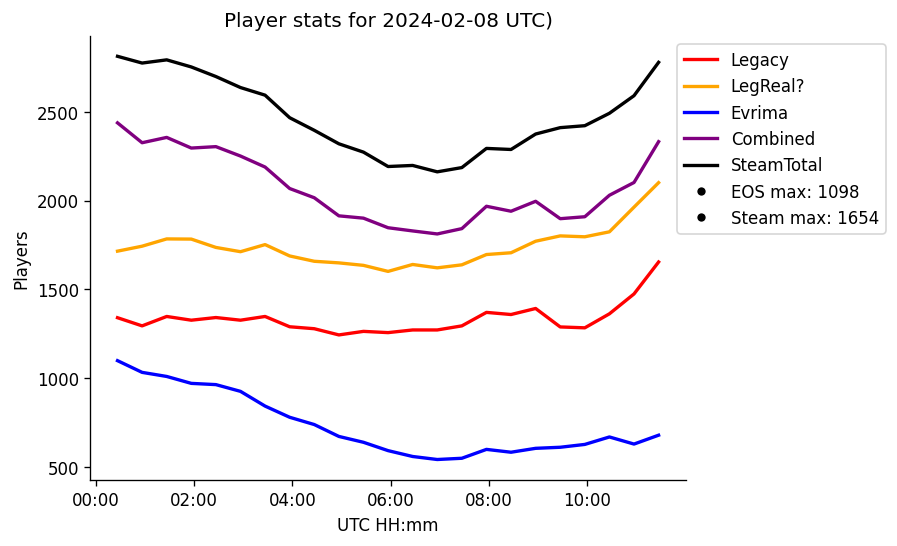 Player stats for 2024-02-08 UTC)
Legacy
LegReal?
Evrima
Combined
SteamTotal
EOS max: 1098
Steam max: 1654
Players
2500
2000
1500
1000
500
00:00 02:00 04:00 06:00 08:00 10:00
UTC HH:mm